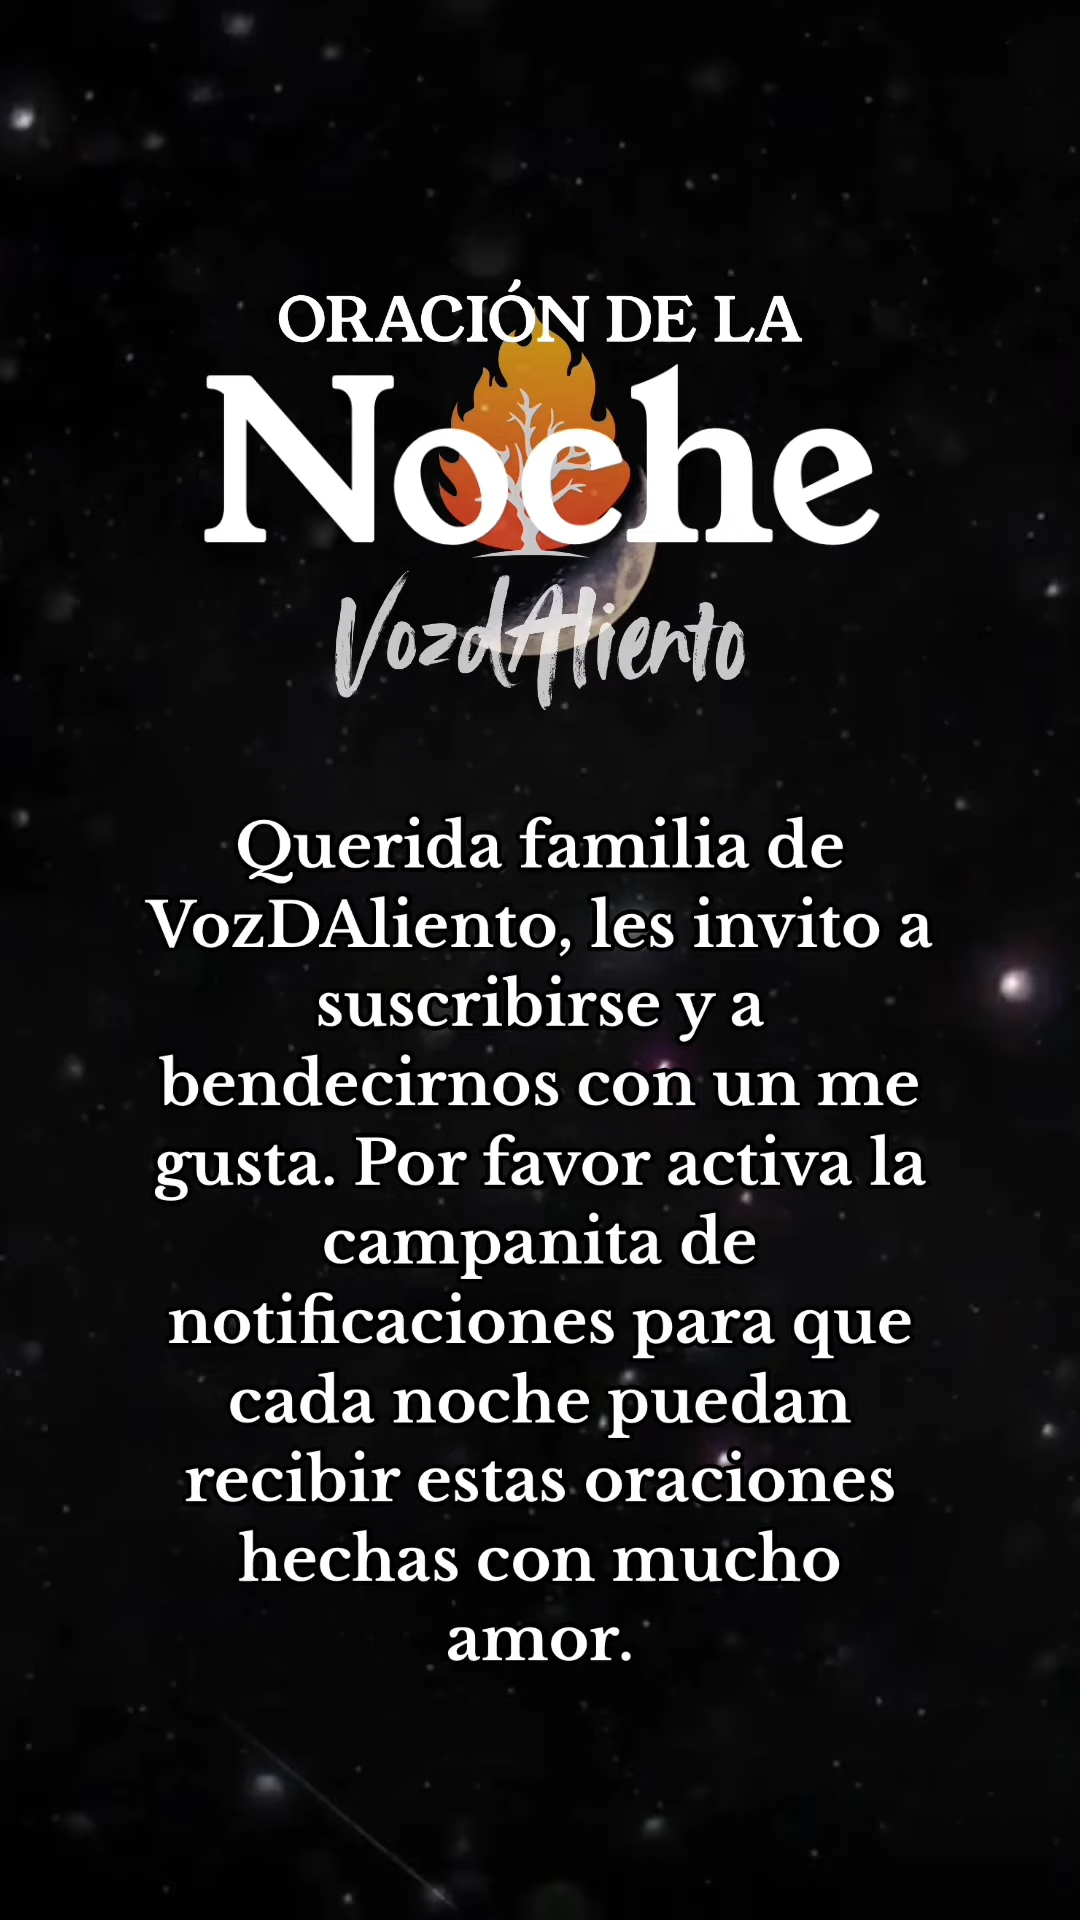 ORACIÓN DE LA
Noche
VozdAliento
Querida familia de
VozDAliento, les invito a
suscribirse y a
bendecirnos con un me
gusta. Por favor activa la
campanita de
notificaciones para que
cada noche puedan
recibir estas oraciones
hechas con mucho
amor.